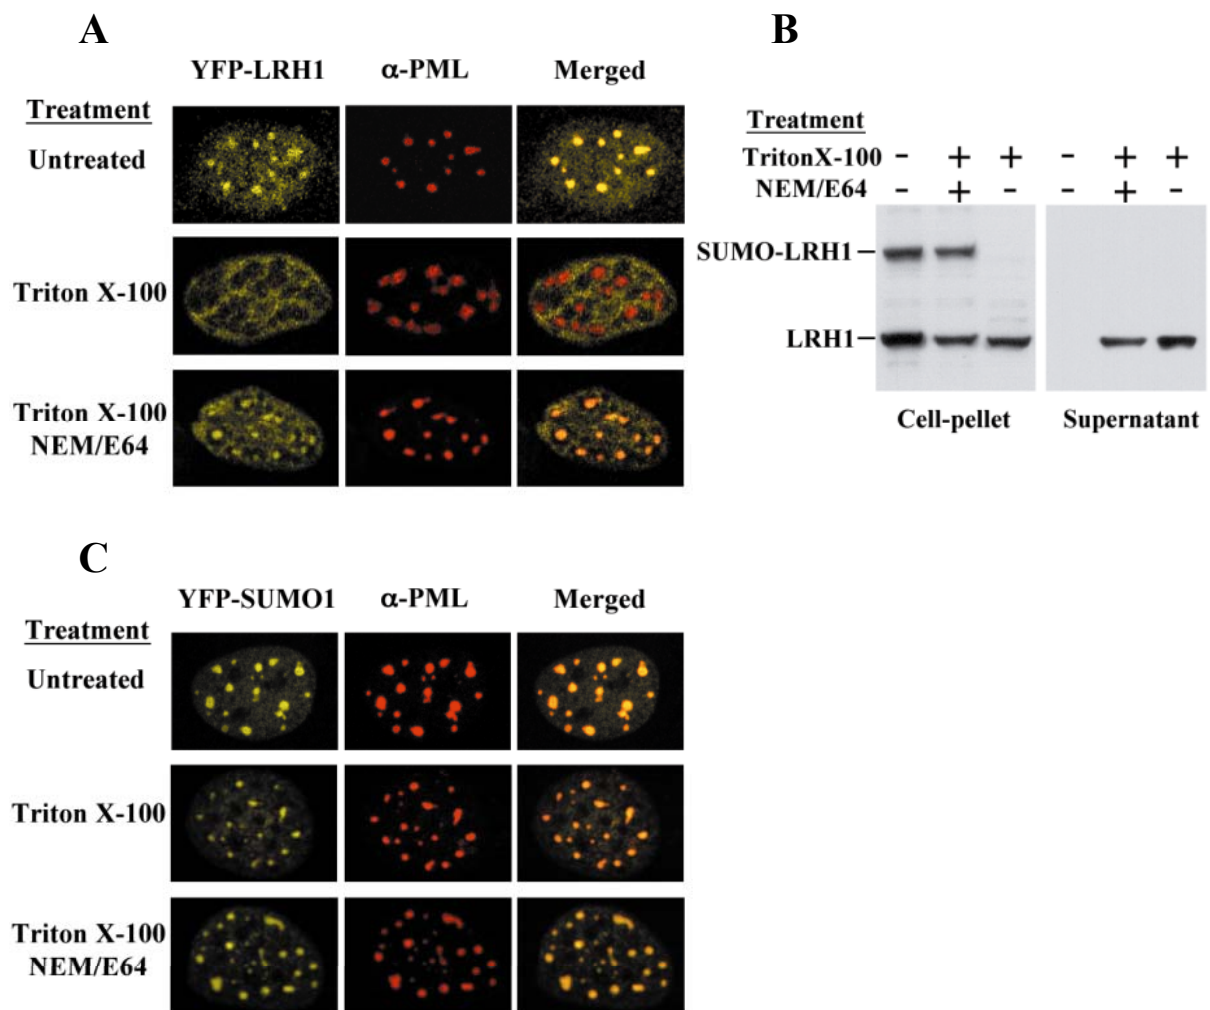 A
YFP-LRH1 α-PML Merged
Treatment
Untreated
Triton X-100
Triton X-100
NEM/E64
B
Treatment
TritonX-100 - + + - + +
NEM/E64 - + - - + -
SUMO-LRH1
LRH1
Cell-pellet Supernatant
C
YFP-SUMO1 α-PML Merged
Treatment
Untreated
Triton X-100
Triton X-100
NEM/E64